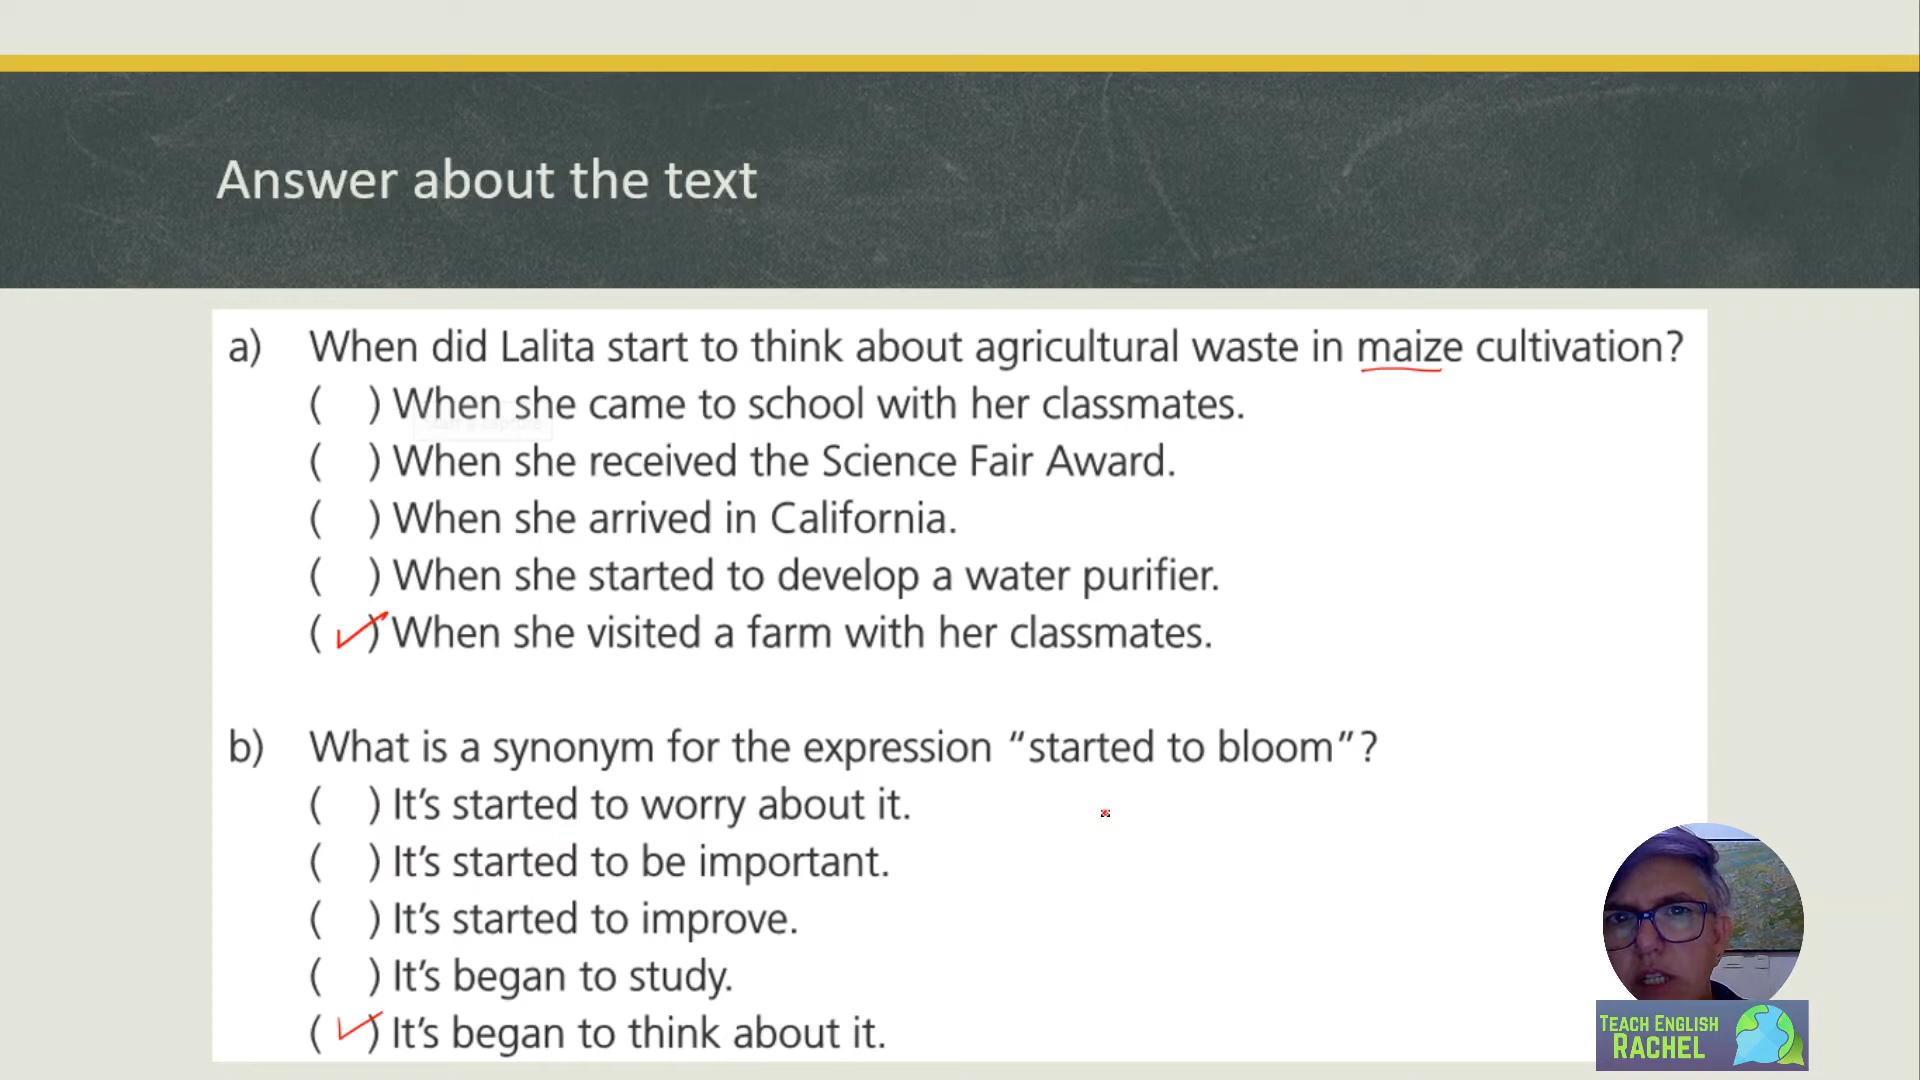 Answer about the text
a) When did Lalita start to think about agricultural waste in maize cultivation?
( ) When she came to school with her classmates.
( ) When she received the Science Fair Award.
( ) When she arrived in California.
( ) When she started to develop a water purifier.
( ✓ ) When she visited a farm with her classmates.
b) What is a synonym for the expression “started to bloom”?
( ) It’s started to worry about it.
( ) It’s started to be important.
( ) It’s started to improve.
( ) It’s began to study.
( ✓ ) It’s began to think about it.
TEACH ENGLISH
RACHEL